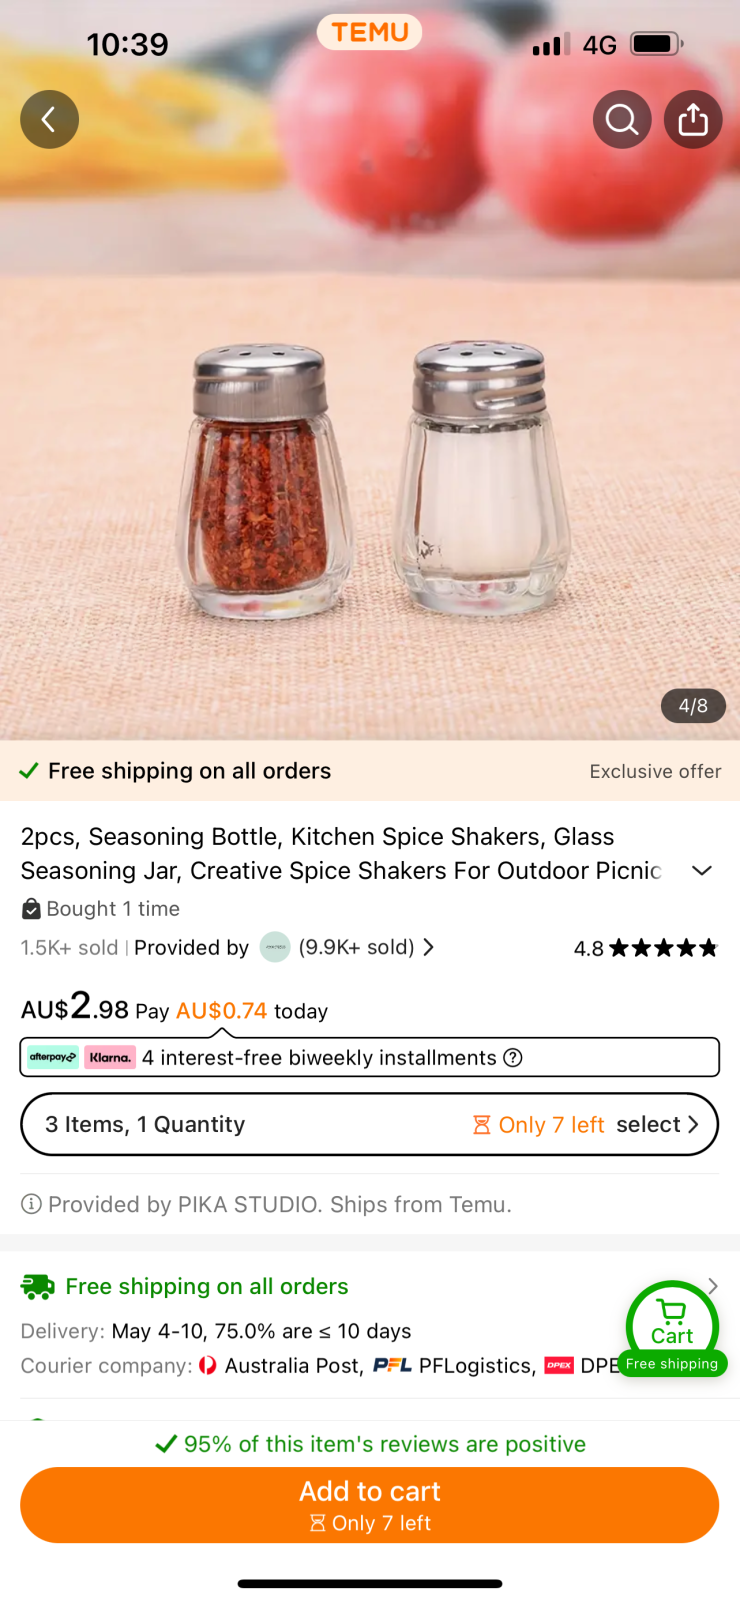 10:39
TEMU
4G
4/8
Free shipping on all orders
Exclusive offer
2pcs, Seasoning Bottle, Kitchen Spice Shakers, Glass
Seasoning Jar, Creative Spice Shakers For Outdoor Picnic
Bought 1 time
1.5K+ sold | Provided by (9.9K+ sold)
4.8
AU$2.98 Pay AU$0.74 today
afterpay Klarna. 4 interest-free biweekly installments
3 Items, 1 Quantity
Only 7 left select
Provided by PIKA STUDIO. Ships from Temu.
Free shipping on all orders
Delivery: May 4-10, 75.0% are ≤ 10 days
Courier company: Australia Post, PFL PFLogistics, DPEX DPE
Cart
Free shipping
95% of this item's reviews are positive
Add to cart
Only 7 left